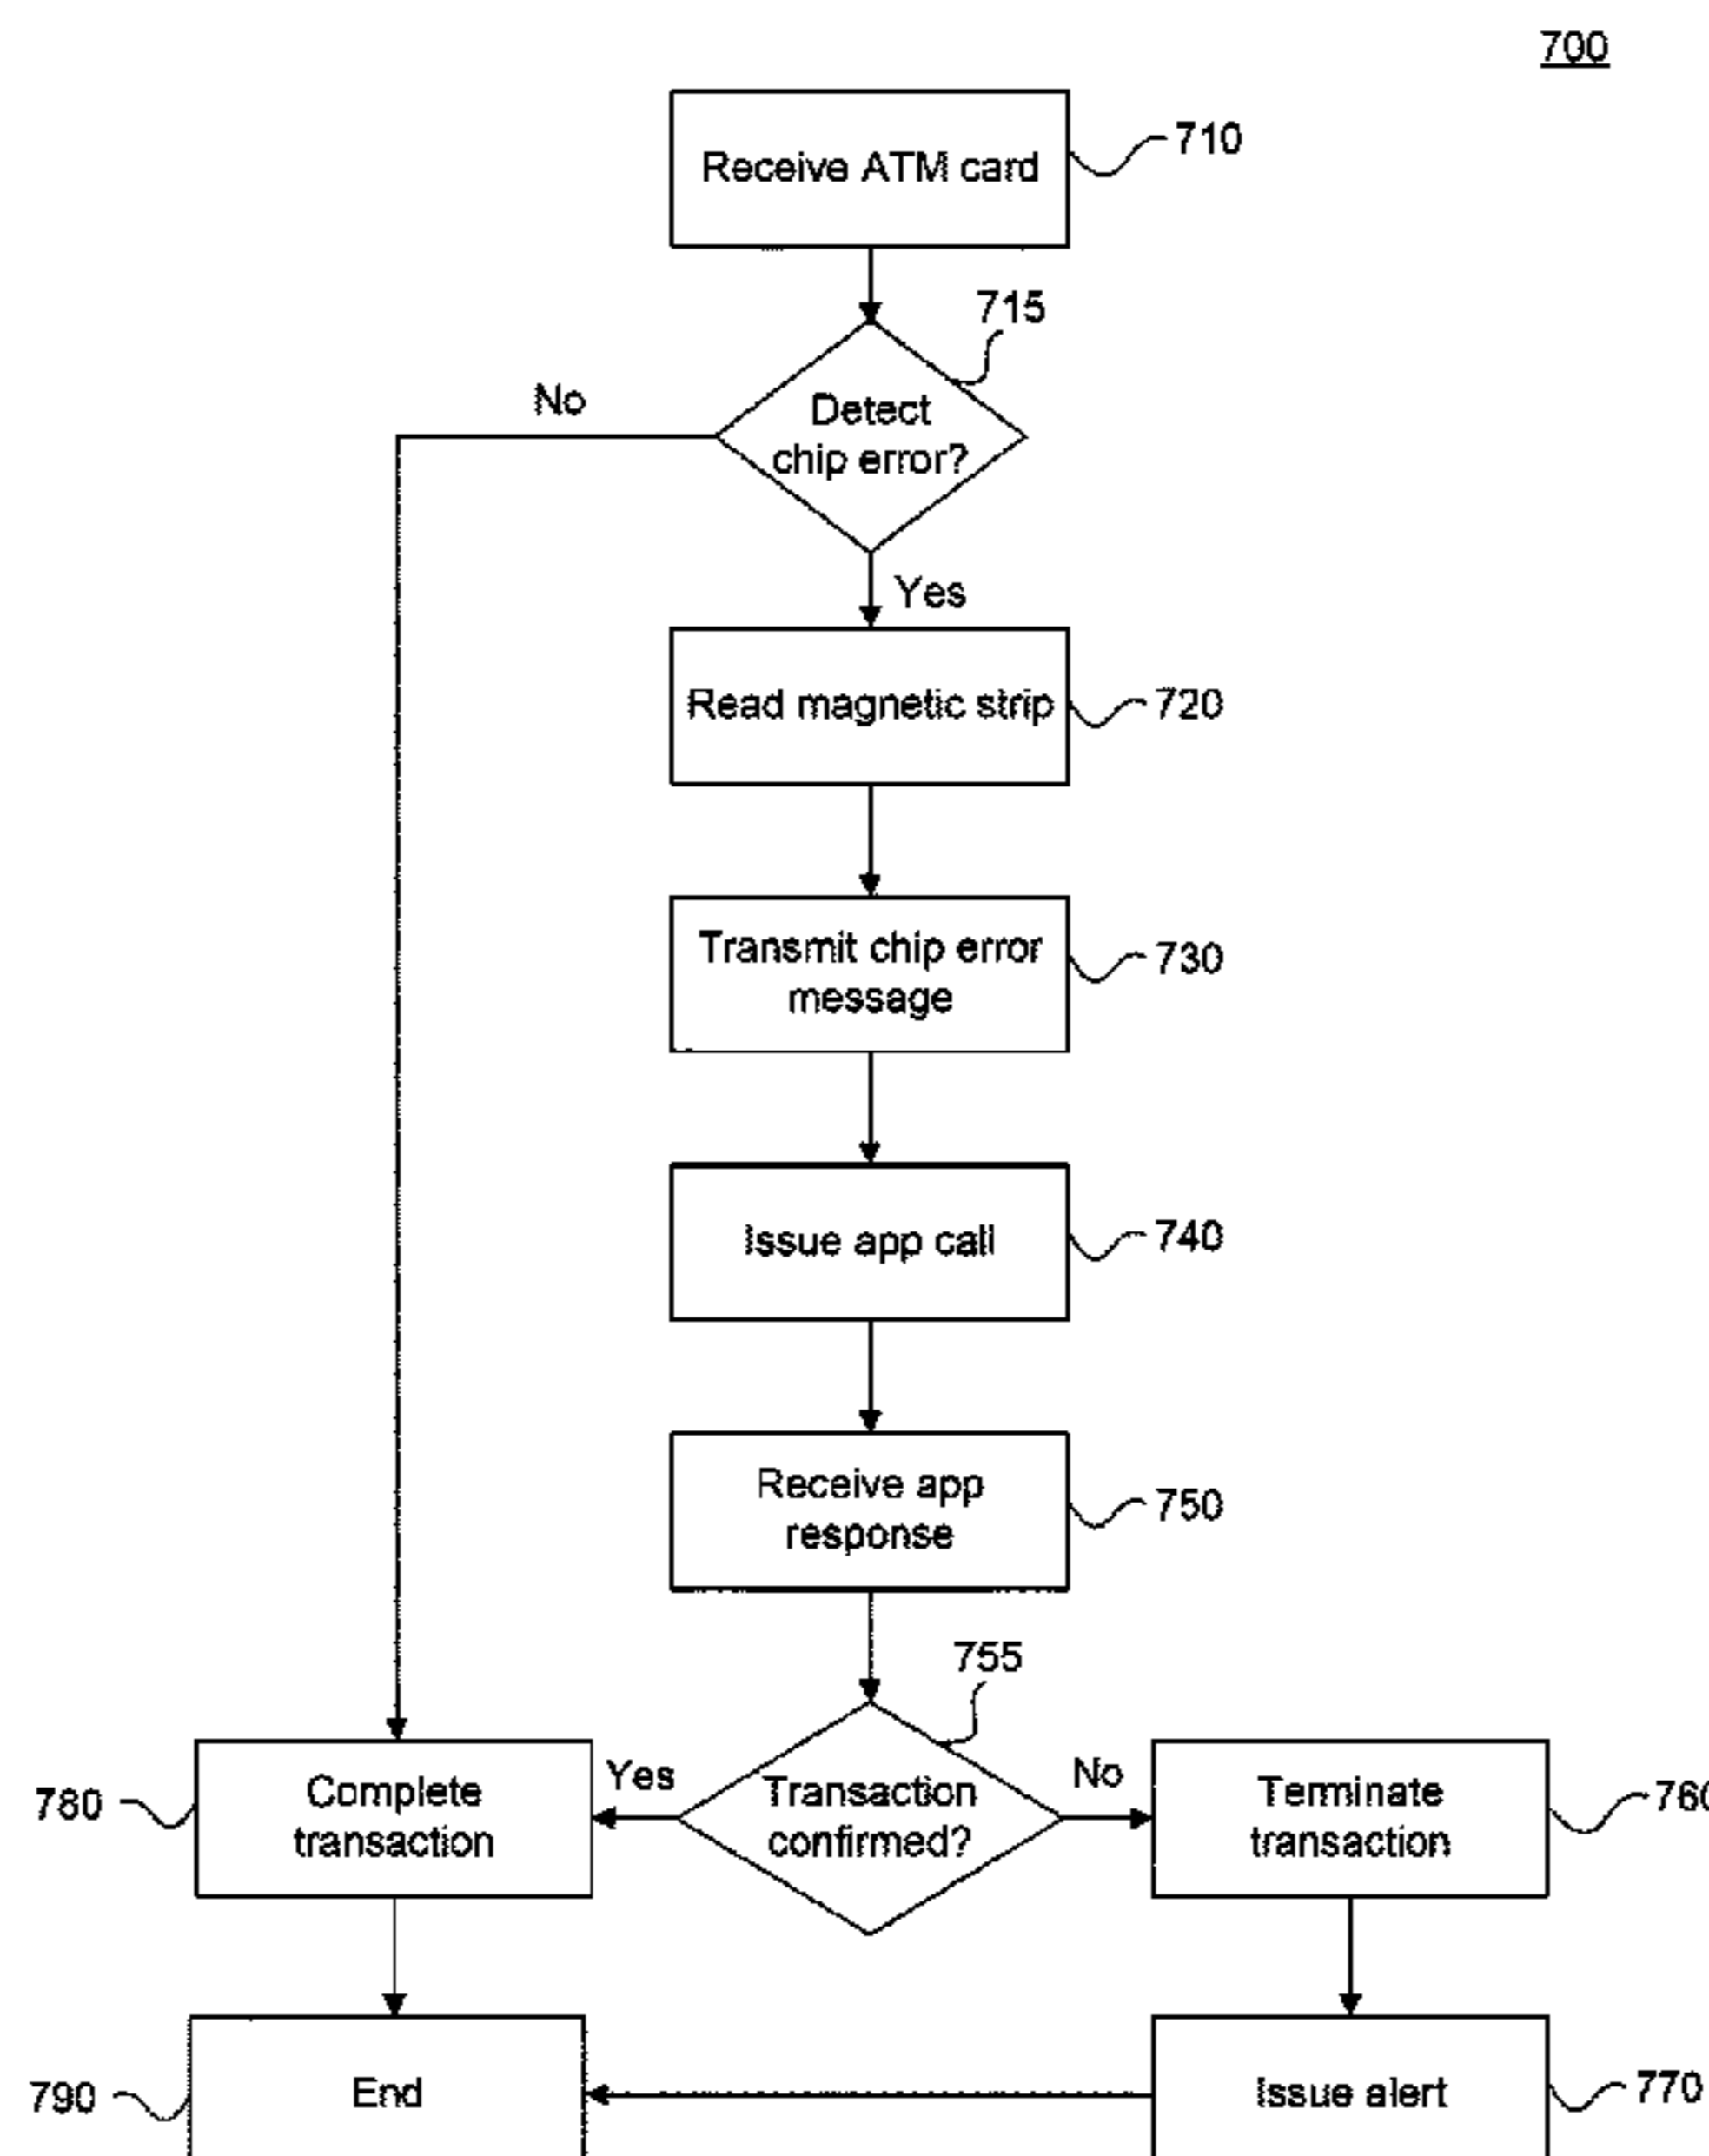 700
Receive ATM card
710
715
No
Detect
chip error?
Yes
Read magnetic strip
720
Transmit chip error
message
730
Issue app call
740
Receive app
response
750
755
780
Complete
transaction
Yes
Transaction
confirmed?
No
Terminate
transaction
760
790
End
Issue alert
770